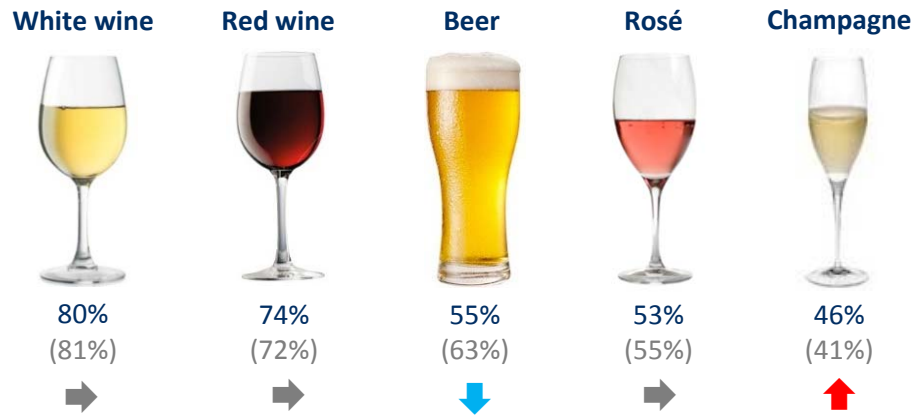 White wine
Red wine
Beer
Rosé
Champagne
80%
74%
55%
53%
46%
(81%)
(72%)
(63%)
(55%)
(41%)